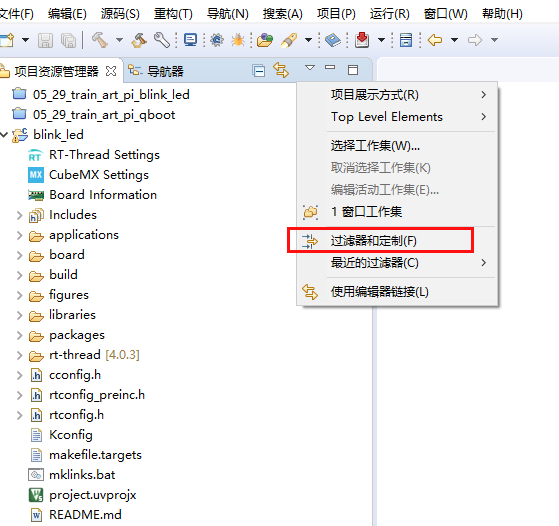 文件(F) 编辑(E) 源码(S) 重构(T) 导航(N) 搜索(A) 项目(P) 运行(R) 窗口(W) 帮助(H)
项目资源管理器 导航器
05_29_train_art_pi_blink_led
05_29_train_art_pi_qboot
blink_led
RT-Thread Settings
CubeMX Settings
Board Information
Includes
applications
board
build
figures
libraries
packages
rt-thread [4.0.3]
cconfig.h
rtconfig_preinc.h
rtconfig.h
Kconfig
makefile.targets
mklinks.bat
project.uvprojx
README.md
项目展示方式(R)
Top Level Elements
选择工作集(W)...
取消选择工作集(K)
编辑活动工作集(E)...
1 窗口工作集
过滤器和定制(F)
最近的过滤器(C)
使用编辑器链接(L)